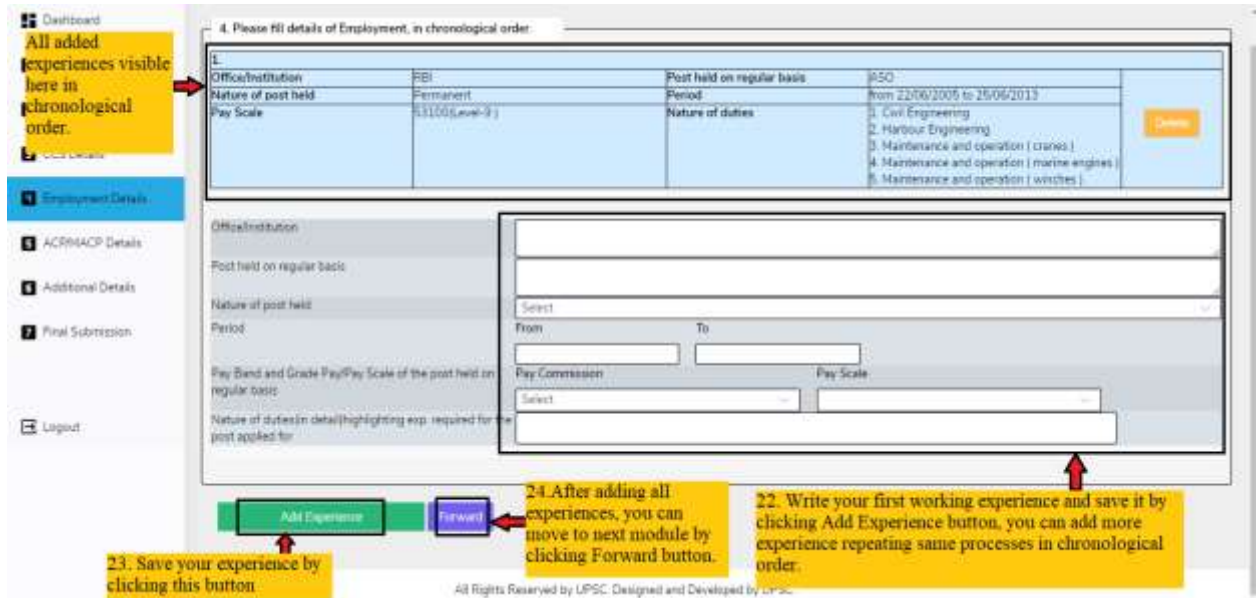 Dashboard
All added
experiences visible
here in
chronological
order.
Employment Details
ACR/MACP Details
Additional Details
Final Submission
Logout
4. Please fill details of Employment, in chronological order.
1.
Office/Institution RBI Post held on regular basis ASO
Nature of post held Permanent Period from 22/06/2005 to 25/06/2013
Pay Scale 53100(Level-9 ) Nature of duties 1. Civil Engineering
2. Harbour Engineering
3. Maintenance and operation ( cranes )
4. Maintenance and operation ( marine engines )
5. Maintenance and operation ( winches )
Delete
Office/Institution
Post held on regular basis
Nature of post held Select
Period From To
Pay Band and Grade Pay/Pay Scale of the post held on Pay Commission Pay Scale
regular basis Select
Nature of duties(in detail)highlighting exp. required for the
post applied for
Add Experience Forward
24.After adding all
experiences, you can
move to next module by
clicking Forward button.
22. Write your first working experience and save it by
clicking Add Experience button, you can add more
experience repeating same processes in chronological
order.
23. Save your experience by
clicking this button
All Rights Reserved by UPSC. Designed and Developed by UPSC